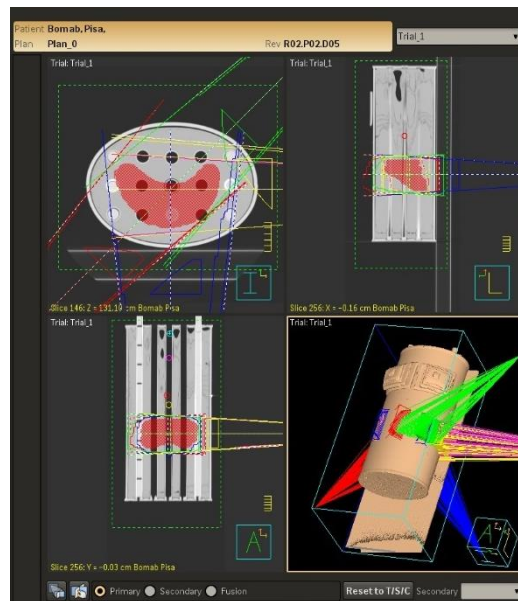 Patient Bomab, Pisa,
Plan Plan_0 Rev R02.P02.D05
Trial_1
Trial: Trial_1
Trial: Trial_1
Slice 146: Z = 131.19 cm Bomab Pisa
Slice 256: X = -0.16 cm Bomab Pisa
Trial: Trial_1
Trial: Trial_1
Slice 256: Y = -0.03 cm Bomab Pisa
Primary Secondary Fusion Reset to T/S/C Secondary